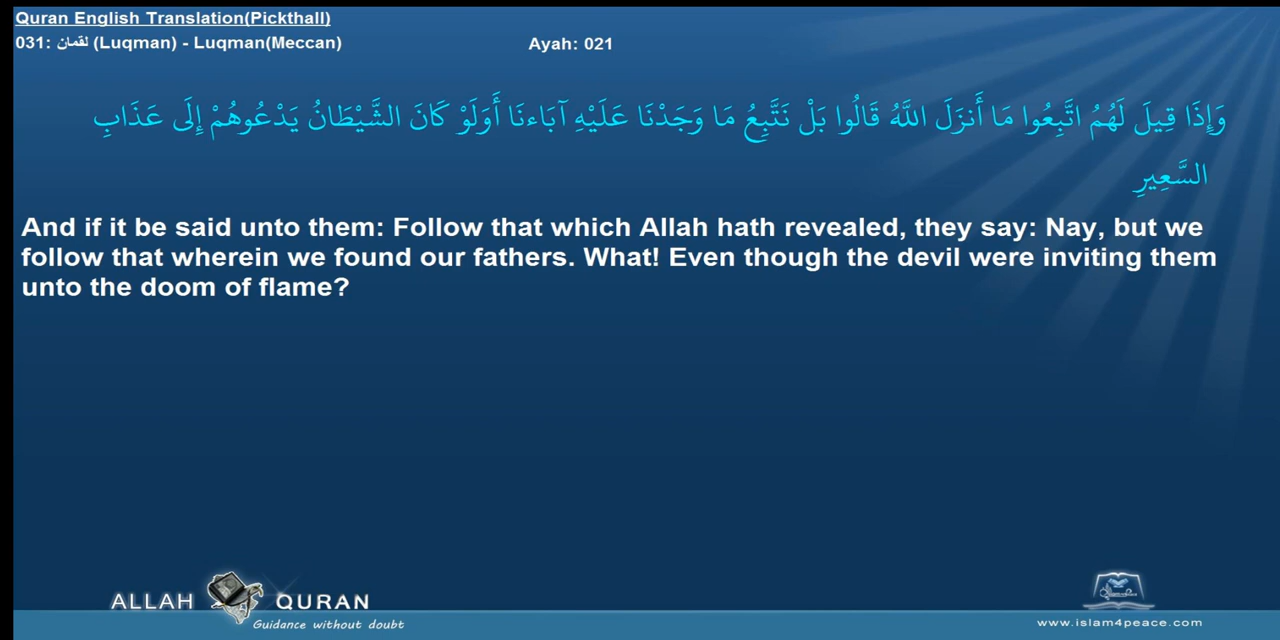 Quran English Translation(Pickthall)
031: لقمان (Luqman) - Luqman(Meccan)
Ayah: 021
وَإِذَا قِيلَ لَهُمُ اتَّبِعُوا مَا أَنزَلَ اللَّهُ قَالُوا بَلْ نَتَّبِعُ مَا وَجَدْنَا عَلَيْهِ آبَاءنَا أَوَلَوْ كَانَ الشَّيْطَانُ يَدْعُوهُمْ إِلَى عَذَابِ
السَّعِيرِ
And if it be said unto them: Follow that which Allah hath revealed, they say: Nay, but we
follow that wherein we found our fathers. What! Even though the devil were inviting them
unto the doom of flame?
ALLAH QURAN
Guidance without doubt
www.islam4peace.com